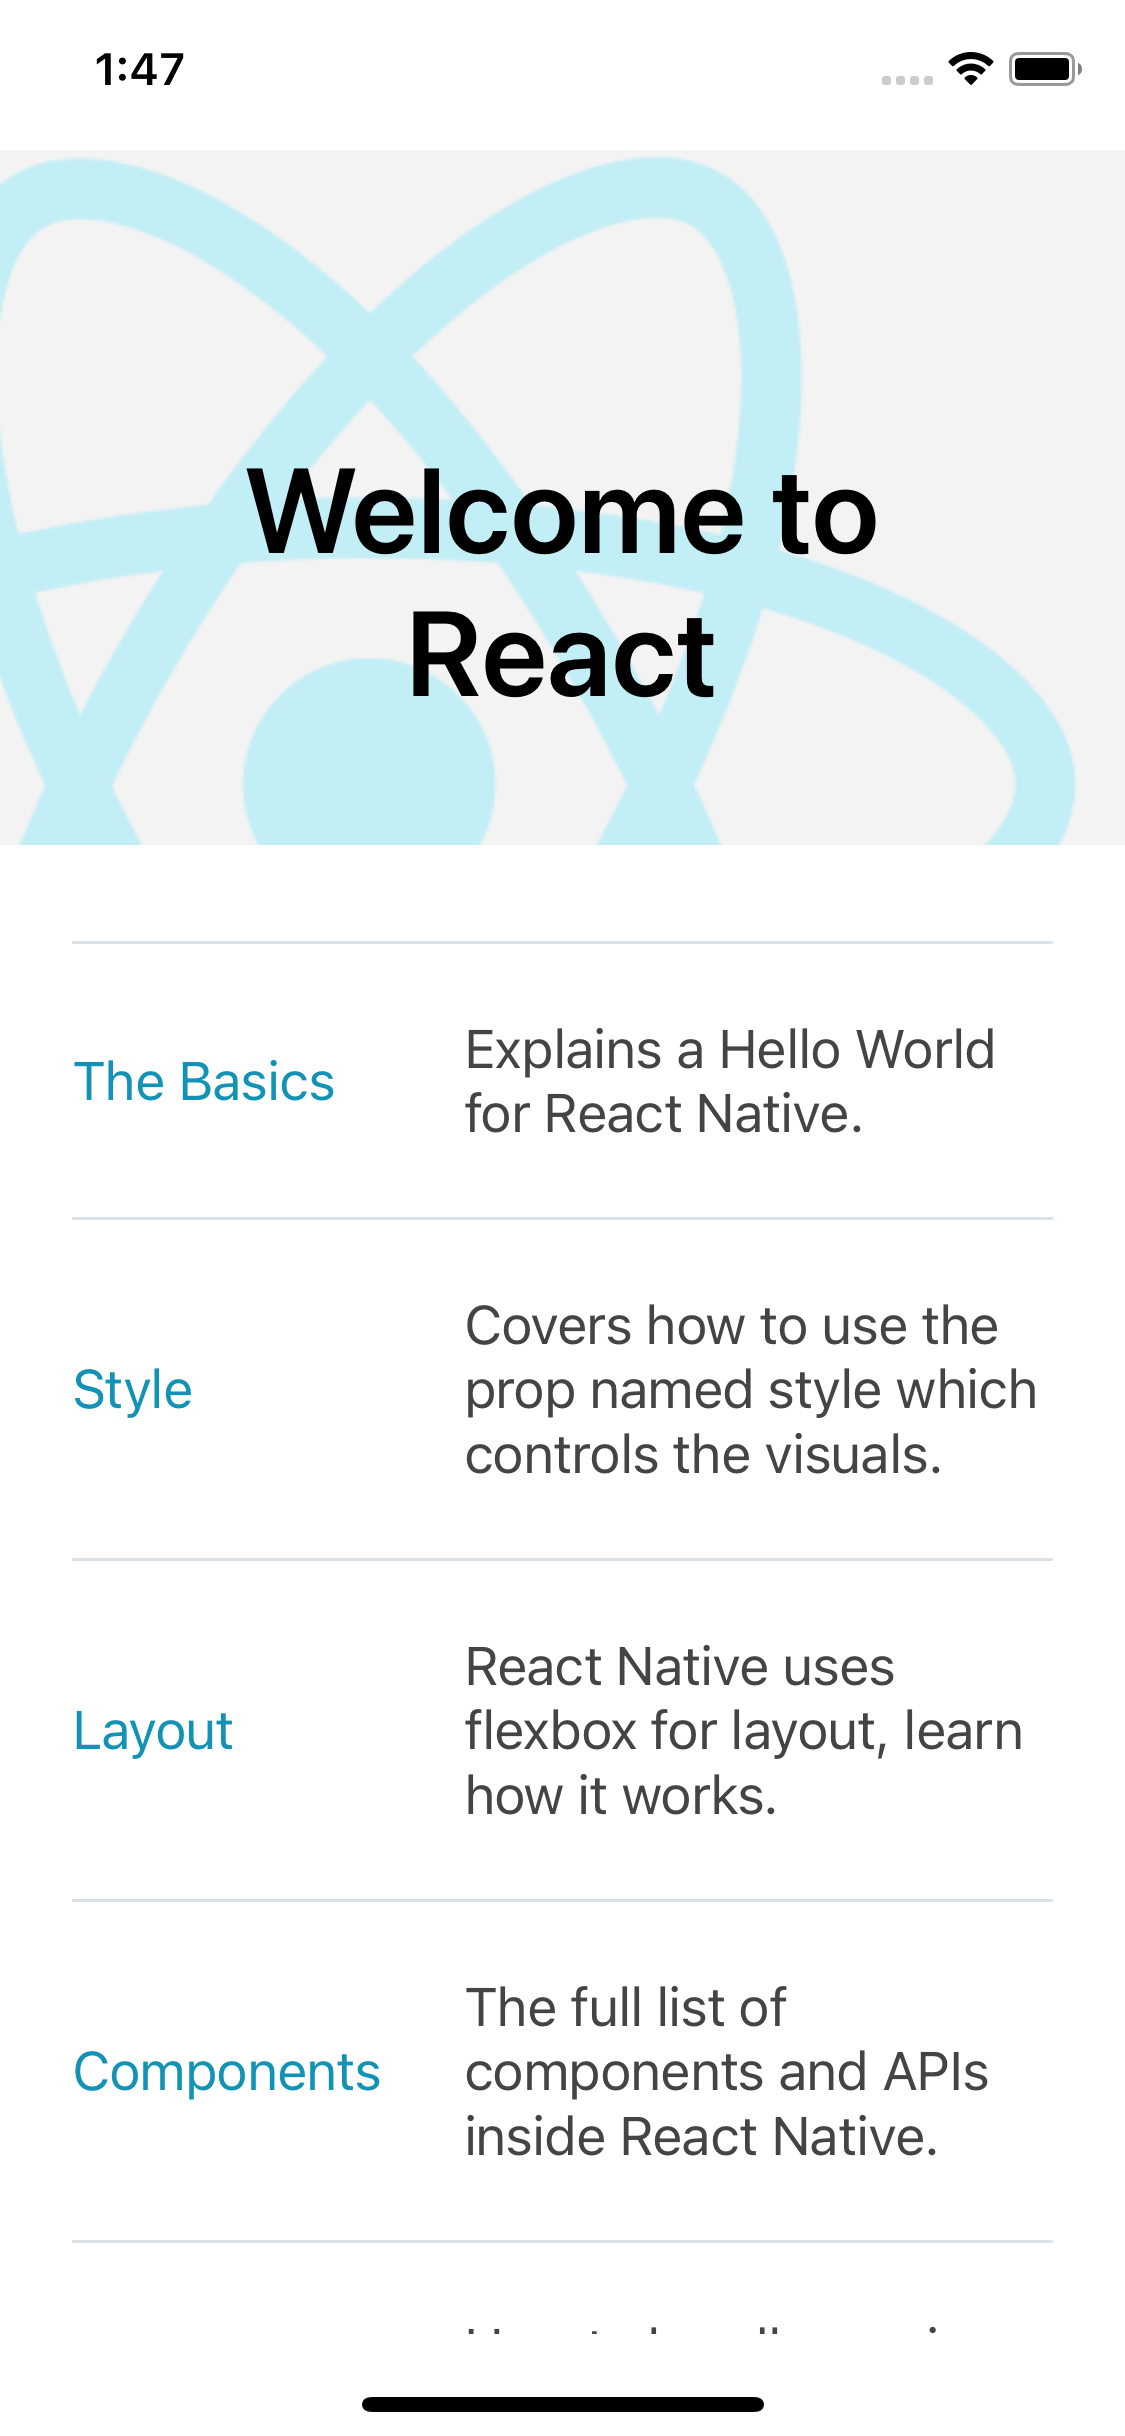 1:47
Welcome to
React
The Basics
Explains a Hello World
for React Native.
Style
Covers how to use the
prop named style which
controls the visuals.
Layout
React Native uses
flexbox for layout, learn
how it works.
Components
The full list of
components and APIs
inside React Native.